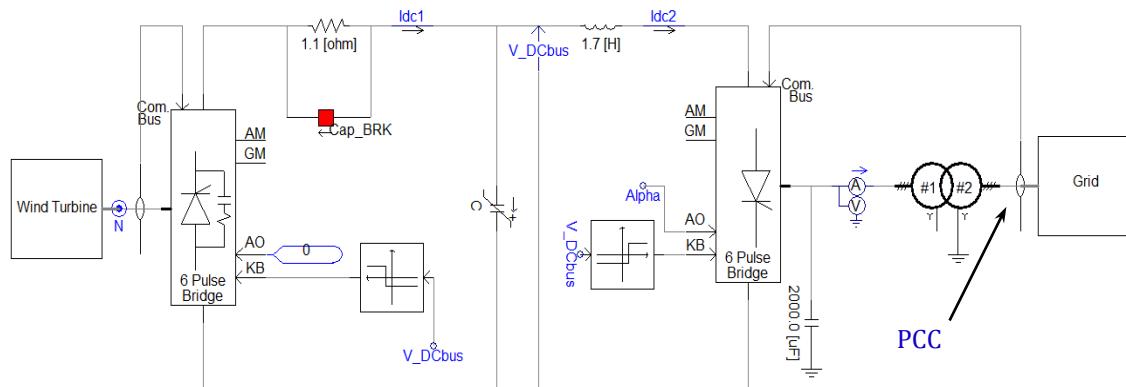 Idc1
Idc2
1.1 [ohm]
V_DCbus
1.7 [H]
Com.
Bus
Com.
Bus
Cap_BRK
AM
GM
AM
GM
Wind Turbine
N
#1
#2
A
V
Grid
Alpha
C
+
AO
KB
0
AO
KB
V_DCbus
6 Pulse
Bridge
6 Pulse
Bridge
2000.0 [uF]
V_DCbus
PCC